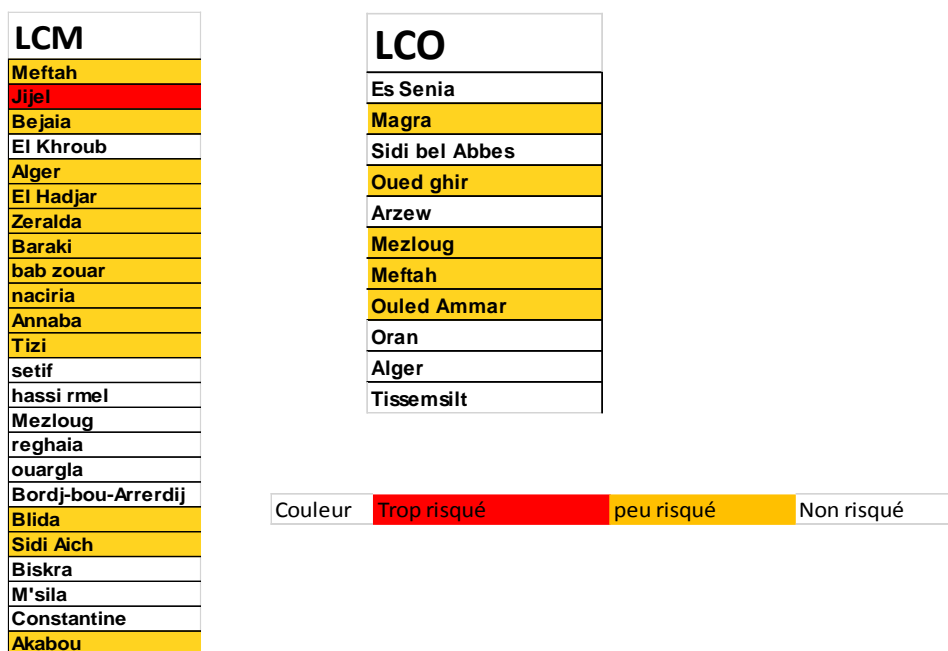 LCM
Meftah
Jijel
Bejaia
El Khroub
Alger
El Hadjar
Zeralda
Baraki
bab zouar
naciria
Annaba
Tizi
setif
hassi rmel
Mezloug
reghaia
ouargla
Bordj-bou-Arrerdij
Blida
Sidi Aich
Biskra
M'sila
Constantine
Akabou
LCO
Es Senia
Magra
Sidi bel Abbes
Oued ghir
Arzew
Mezloug
Meftah
Ouled Ammar
Oran
Alger
Tissemsilt
Couleur Trop risqué peu risqué Non risqué